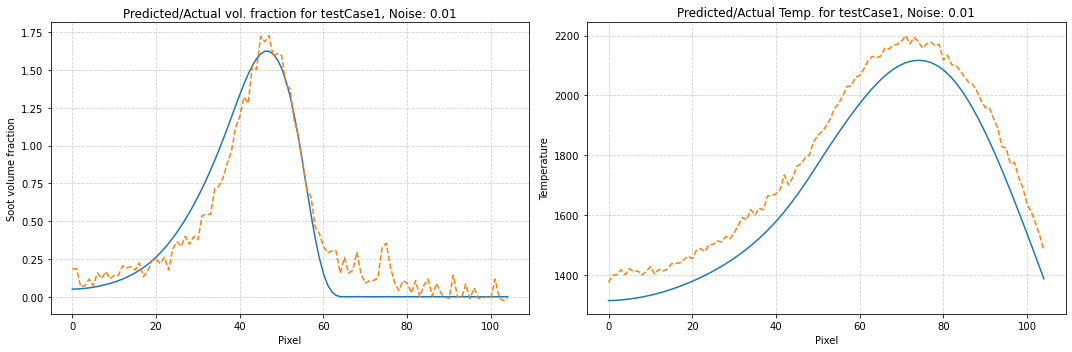 Predicted/Actual vol. fraction for testCase1, Noise: 0.01
Soot volume fraction
1.75
1.50
1.25
1.00
0.75
0.50
0.25
0.00
0 20 40 60 80 100
Pixel
Predicted/Actual Temp. for testCase1, Noise: 0.01
Temperature
2200
2000
1800
1600
1400
0 20 40 60 80 100
Pixel